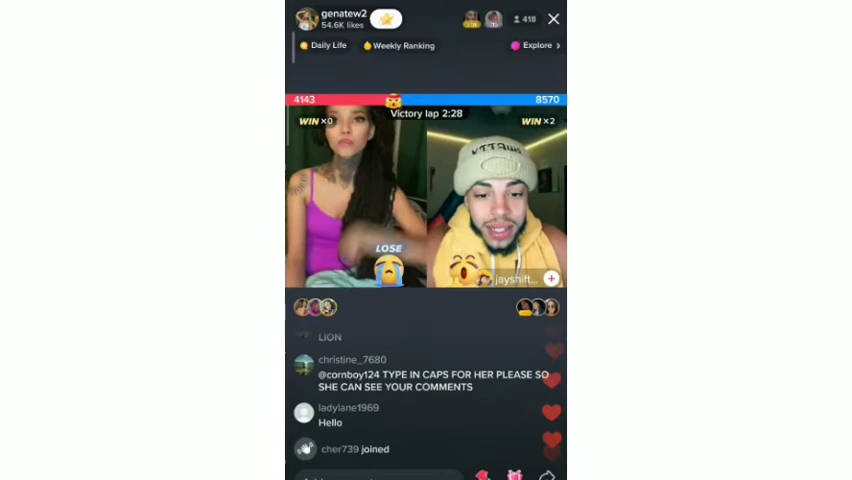 genatew2
54.6K likes
418
Daily Life
Weekly Ranking
Explore >
4143
8570
Victory lap 2:28
WIN ×0
WIN ×2
LOSE
jayshift...
LION
christine_7680
@cornboy124 TYPE IN CAPS FOR HER PLEASE SO
SHE CAN SEE YOUR COMMENTS
ladylane1969
Hello
cher739 joined